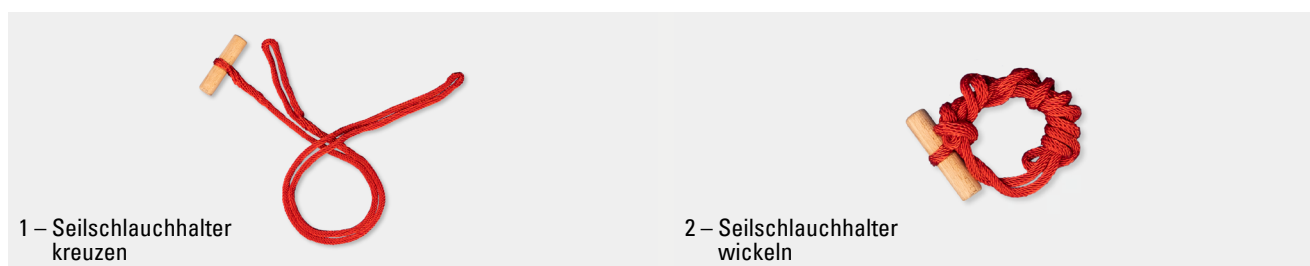 1 – Seilschlauchhalter
kreuzen
2 – Seilschlauchhalter
wickeln